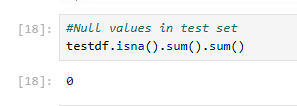 [18]: #Null values in test set
testdf.isna().sum().sum()
[18]: 0